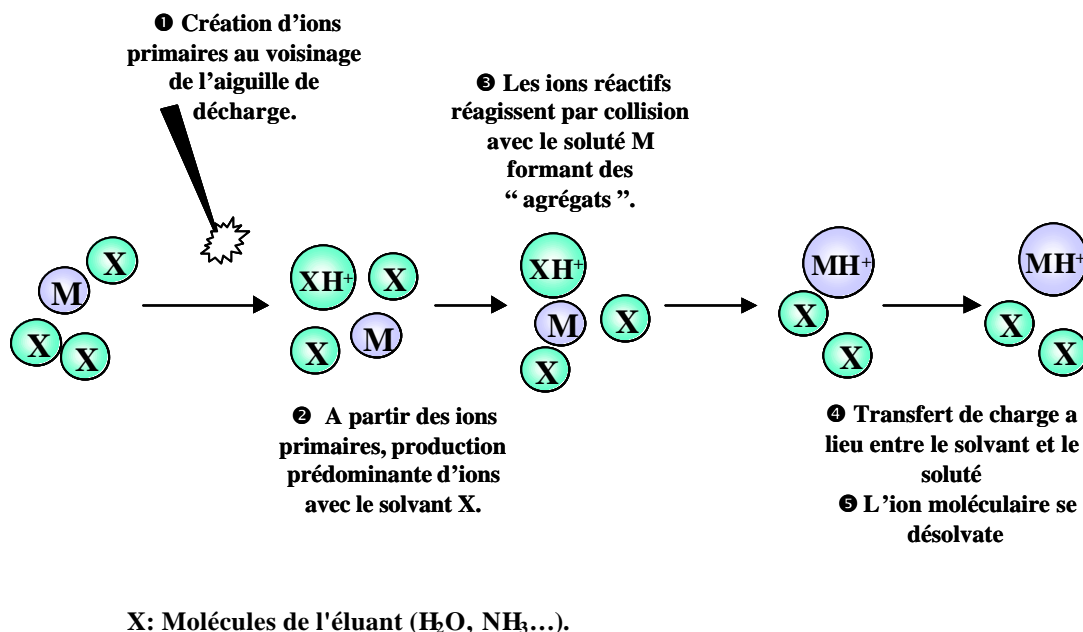 ❶ Création d’ions
primaires au voisinage
de l’aiguille de
décharge.
❸ Les ions réactifs
réagissent par collision
avec le soluté M
formant des
“ agrégats ”.
X
M
X
X
XH⁺
X
X
M
XH⁺
M
X
X
MH⁺
X
X
MH⁺
X
X
❷ A partir des ions
primaires, production
prédominante d’ions
avec le solvant X.
❹ Transfert de charge a
lieu entre le solvant et le
soluté
❺ L’ion moléculaire se
désolvate
X: Molécules de l'éluant (H₂O, NH₃…).